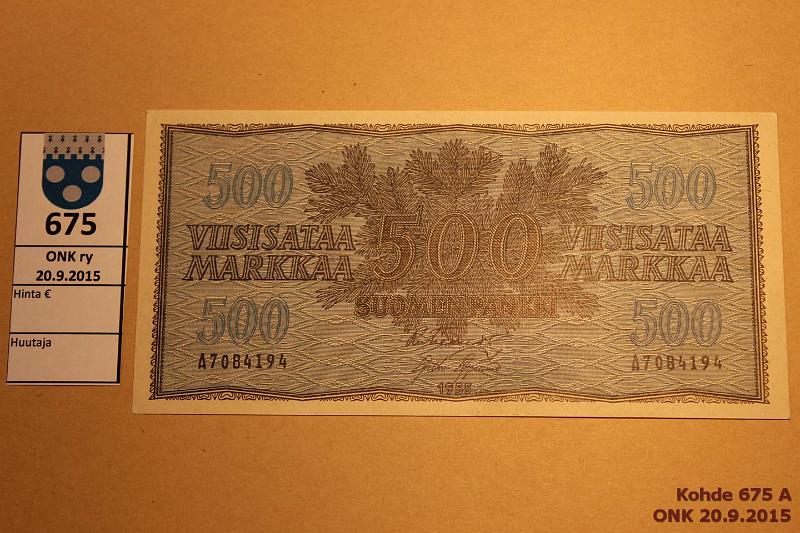 675
ONK ry
20.9.2015
Hinta €
Huutaja
500 500
VIISISATAA 500 VIISISATAA
MARKKAA MARKKAA
SUOMEN PANKKI
500 500
A7084194 A7084194
1955
Kohde 675 A
ONK 20.9.2015